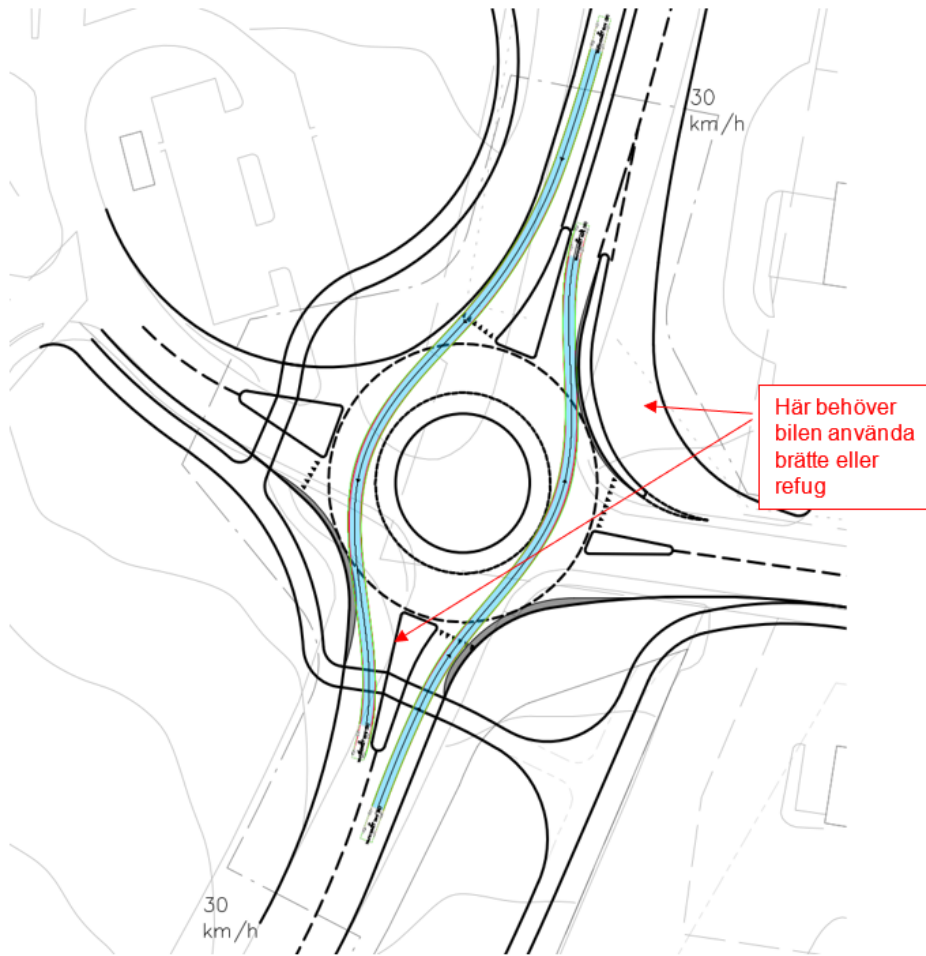 30
km/h
Här behöver
bilen använda
brätte eller
refug
30
km/h